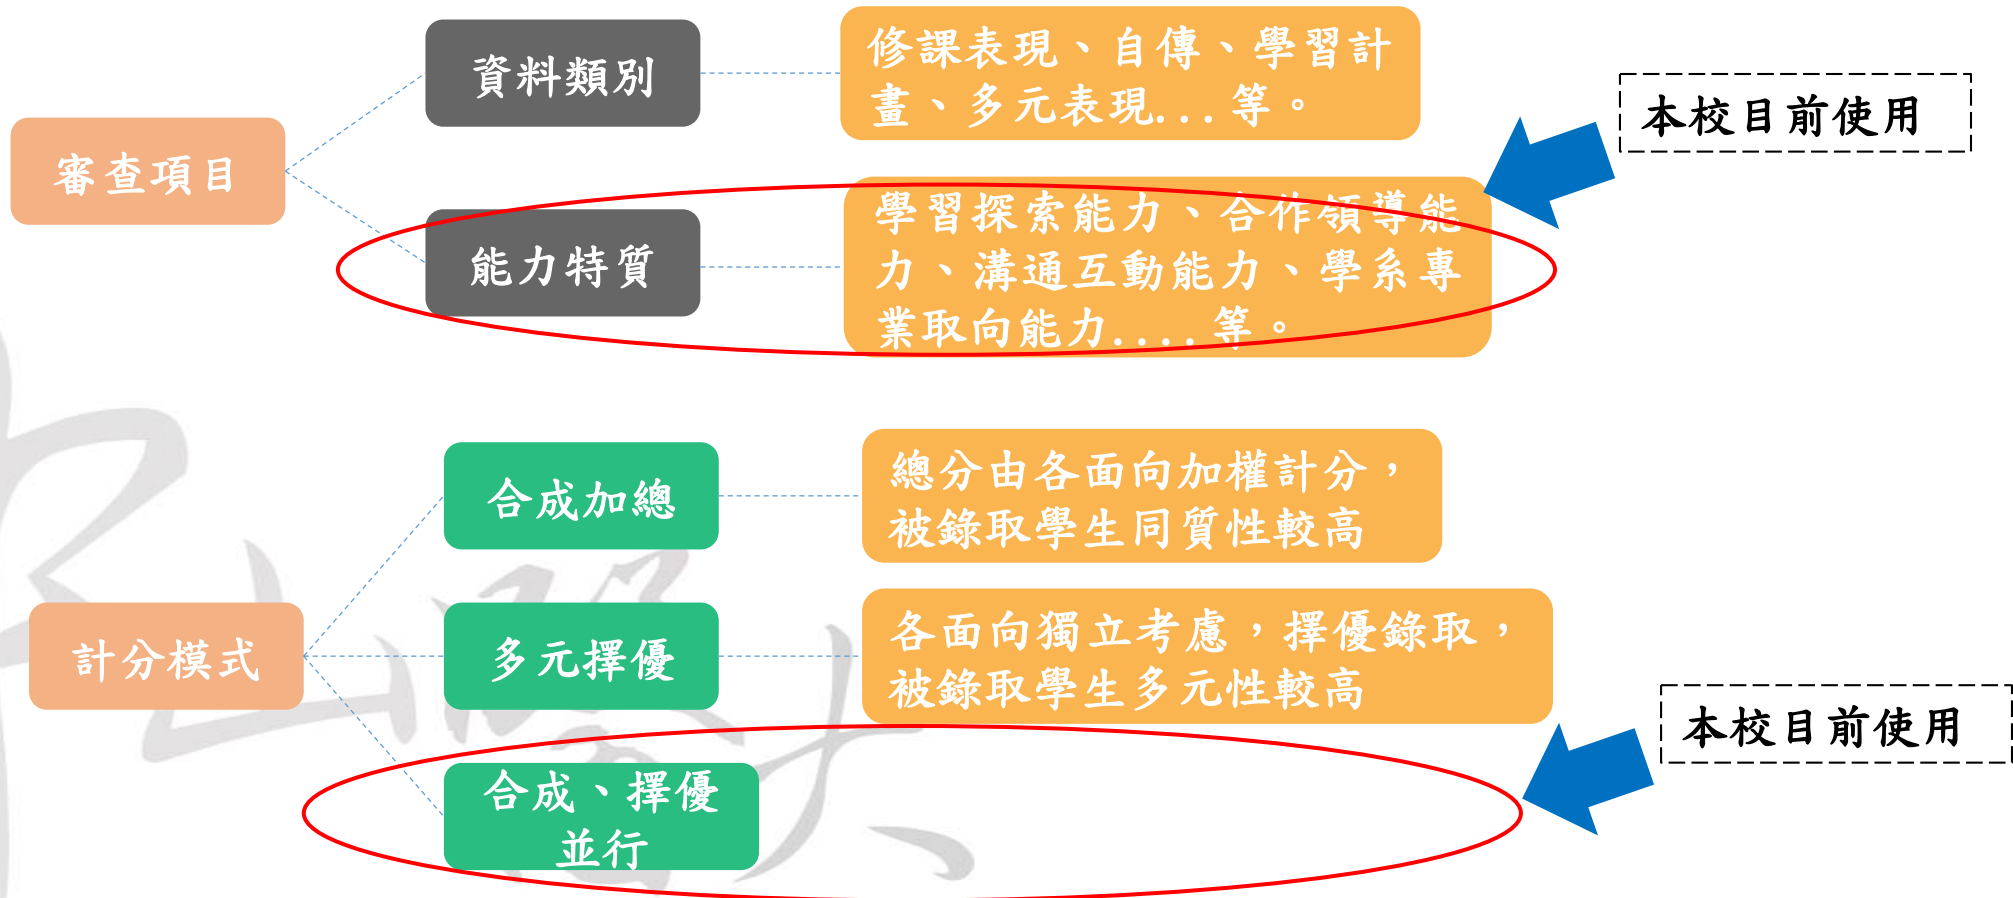 審查項目
資料類別
修課表現、自傳、學習計
畫、多元表現...等。
本校目前使用
能力特質
學習探索能力、合作領導能
力、溝通互動能力、學系專
業取向能力....等。
計分模式
合成加總
總分由各面向加權計分，
被錄取學生同質性較高
多元擇優
各面向獨立考慮，擇優錄取，
被錄取學生多元性較高
本校目前使用
合成、擇優
並行